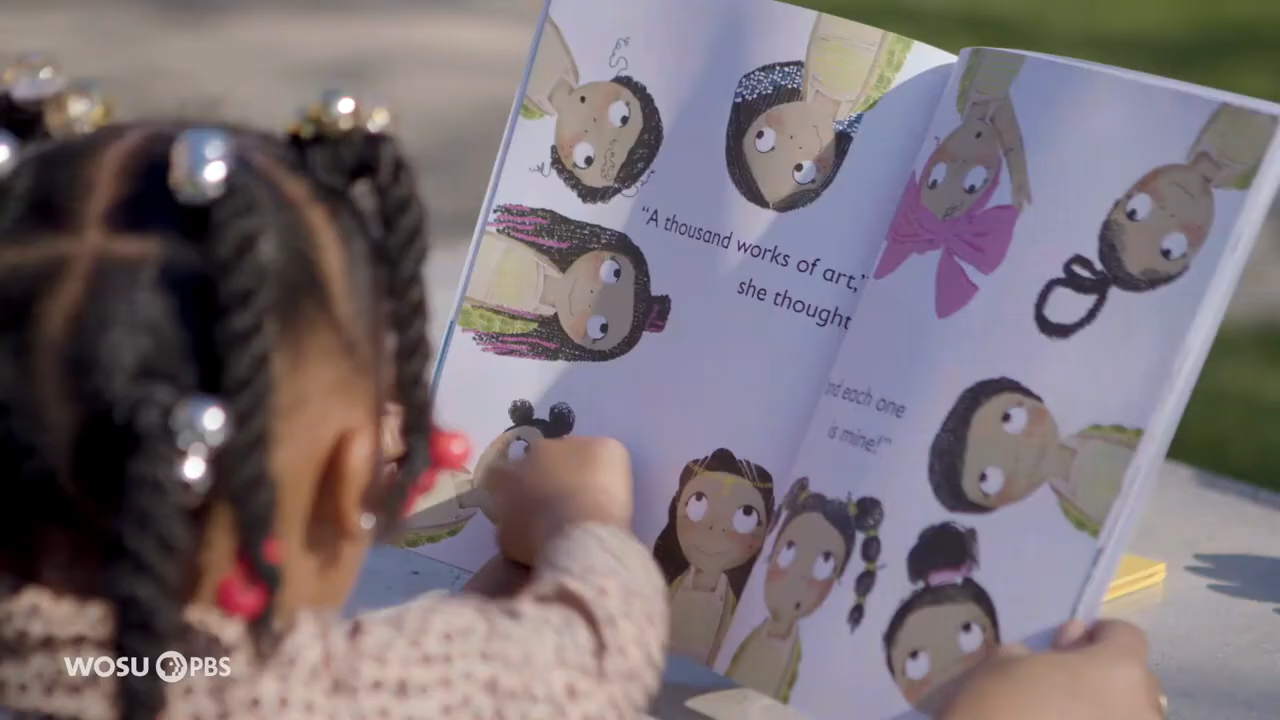 "A thousand works of art,"
she thought
and each one
is mine!"
WOSU PBS